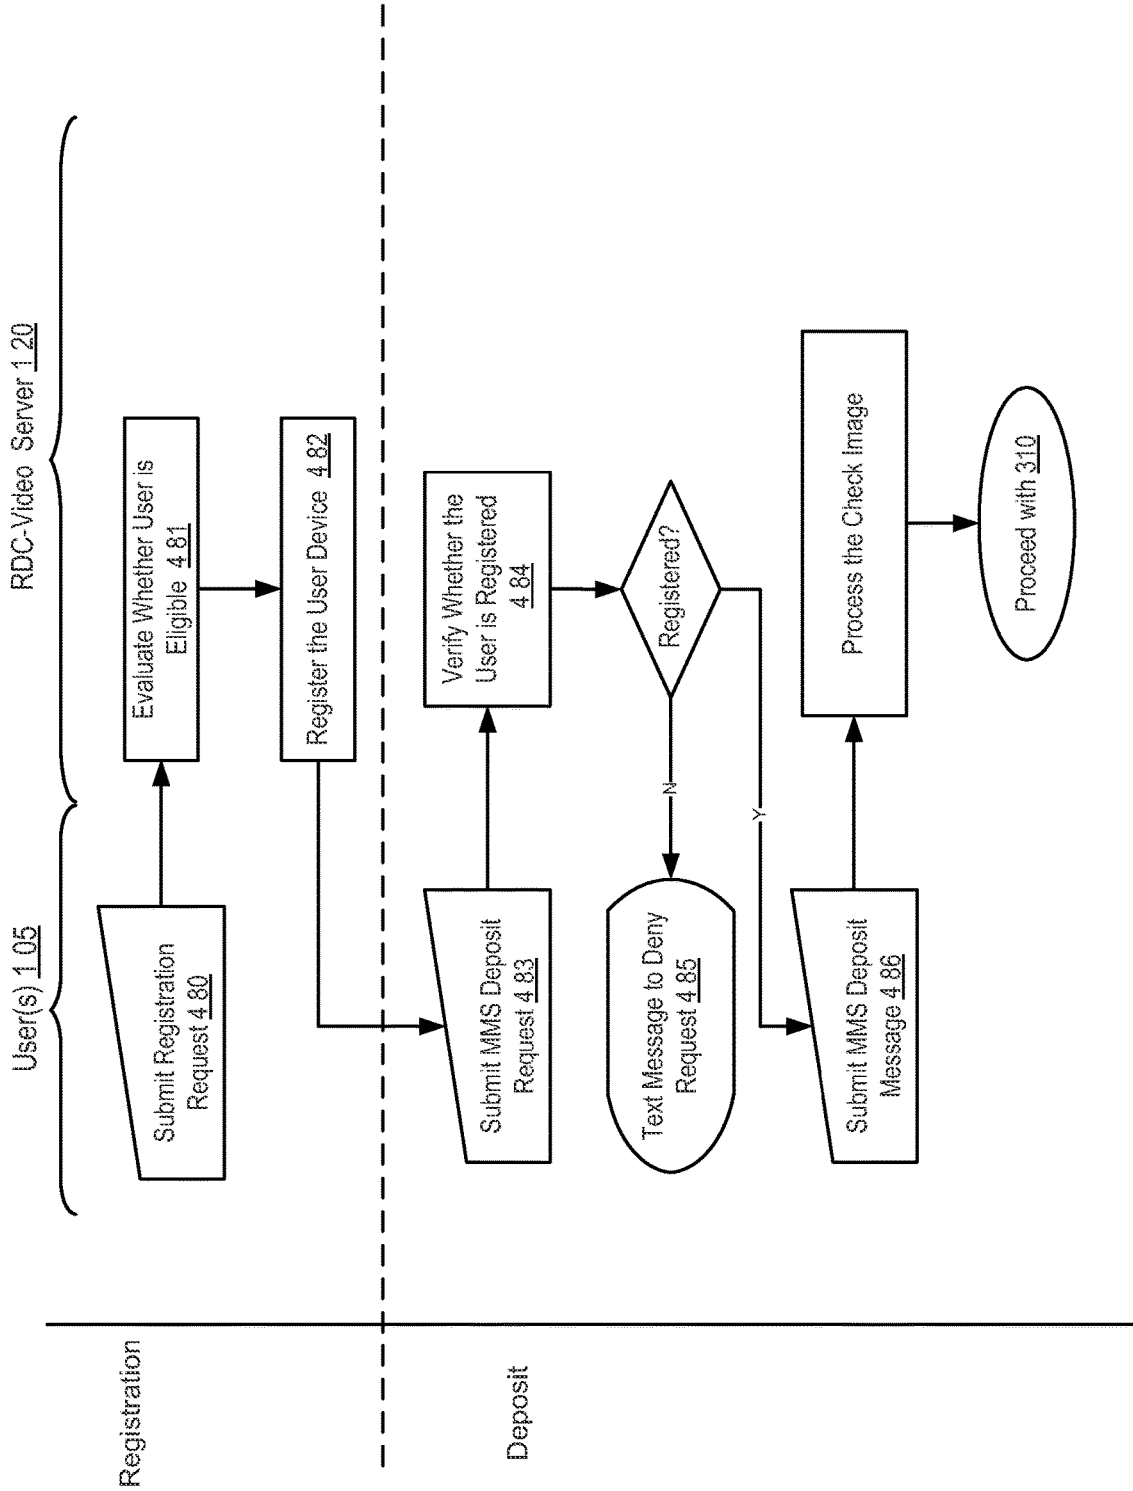 User(s) 105
RDC-Video Server 120
Registration
Submit Registration
Request 480
Evaluate Whether User is
Eligible 481
Register the User Device 482
Deposit
Submit MMS Deposit
Request 483
Verify Whether the
User is Registered
484
Registered?
N
Text Message to Deny
Request 485
Y
Submit MMS Deposit
Message 486
Process the Check Image
Proceed with 310